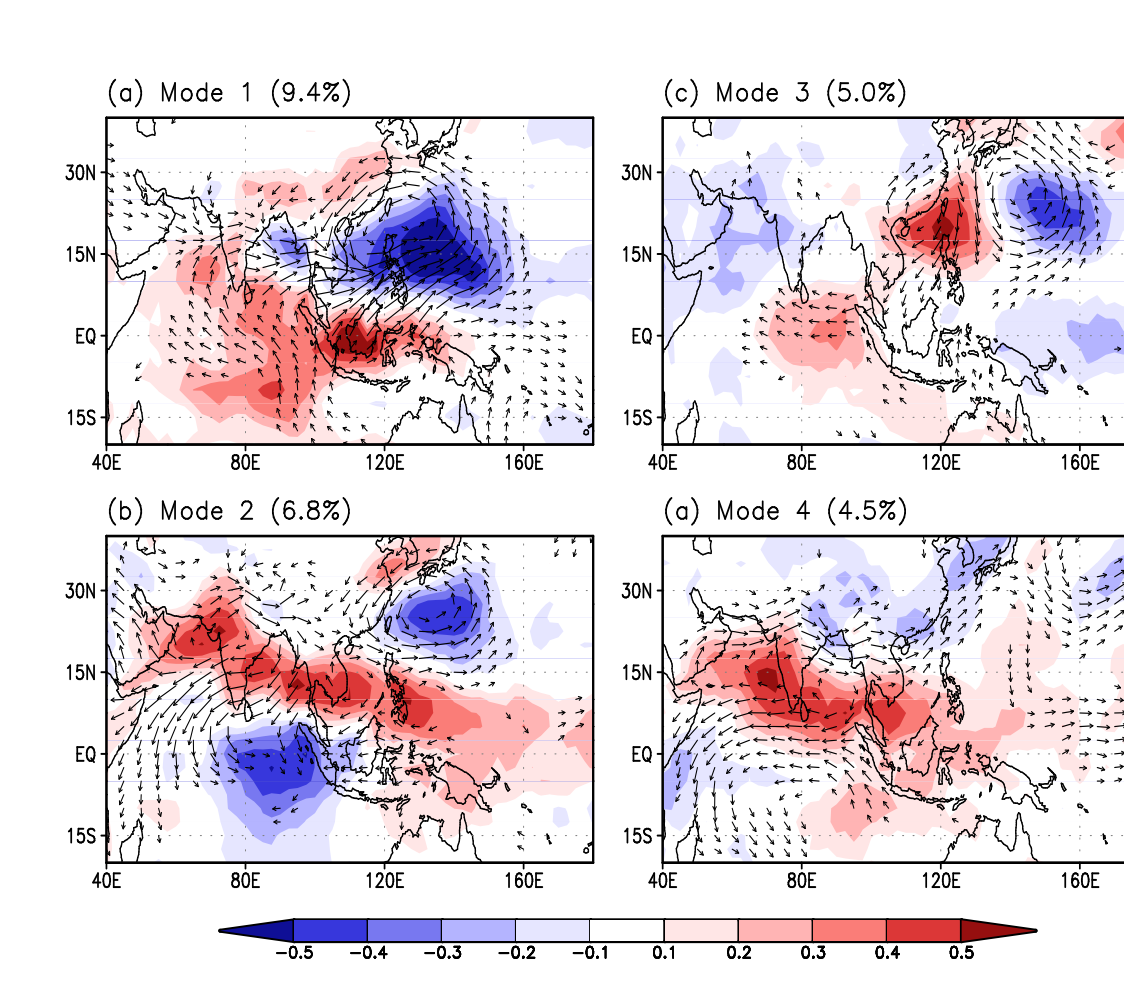 (a) Mode 1 (9.4%)
30N
15N
EQ
15S
40E 80E 120E 160E
(c) Mode 3 (5.0%)
30N
15N
EQ
15S
40E 80E 120E 160E
(b) Mode 2 (6.8%)
30N
15N
EQ
15S
40E 80E 120E 160E
(a) Mode 4 (4.5%)
30N
15N
EQ
15S
40E 80E 120E 160E
-0.5 -0.4 -0.3 -0.2 -0.1 0.1 0.2 0.3 0.4 0.5